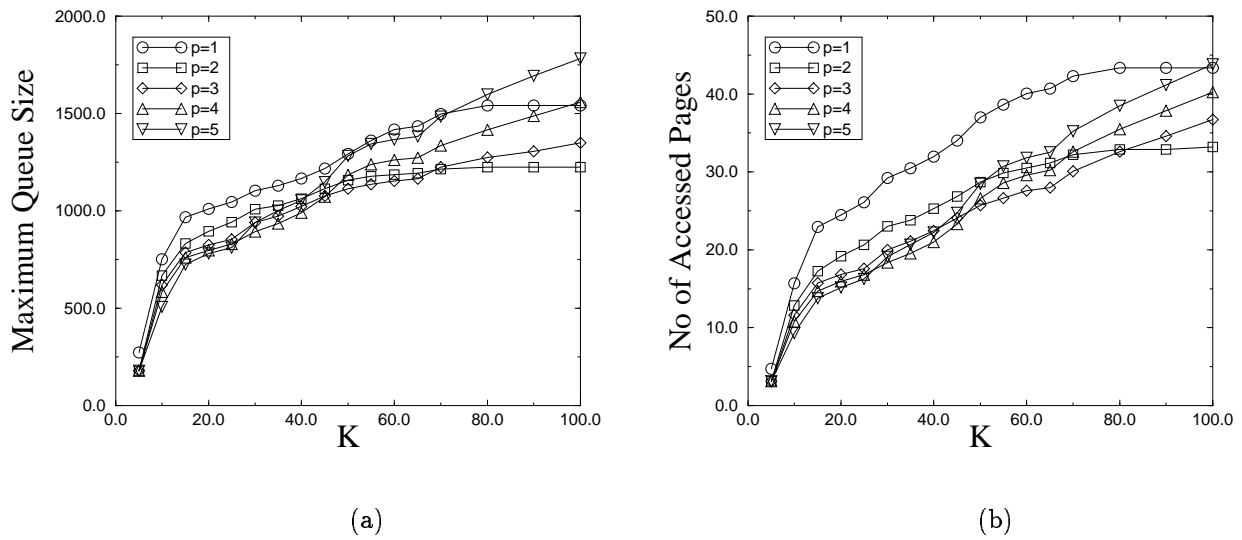 2000.0
1500.0
1000.0
500.0
0.0
Maximum Queue Size
p=1
p=2
p=3
p=4
p=5
0.0 20.0 40.0 60.0 80.0 100.0
K
(a)
50.0
40.0
30.0
20.0
10.0
0.0
No of Accessed Pages
p=1
p=2
p=3
p=4
p=5
0.0 20.0 40.0 60.0 80.0 100.0
K
(b)